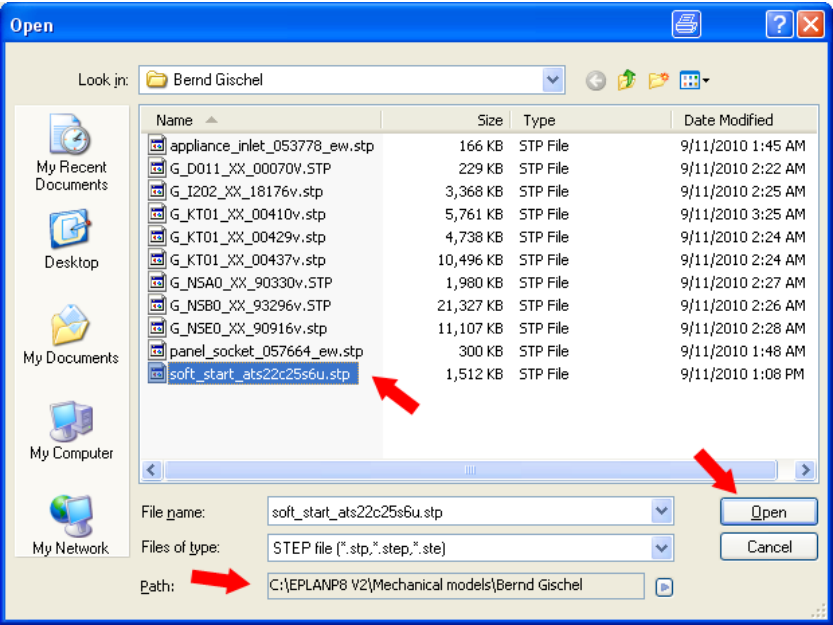 Open
Look in: Bernd Gischel
Name Size Type Date Modified
appliance_inlet_053778_ew.stp 166 KB STP File 9/11/2010 1:45 AM
G_D011_XX_00070V.STP 229 KB STP File 9/11/2010 2:22 AM
G_I202_XX_18176v.stp 3,368 KB STP File 9/11/2010 2:25 AM
G_KT01_XX_00410v.stp 5,761 KB STP File 9/11/2010 3:25 AM
G_KT01_XX_00429v.stp 4,738 KB STP File 9/11/2010 2:24 AM
G_KT01_XX_00437v.stp 10,496 KB STP File 9/11/2010 2:24 AM
G_NSA0_XX_90330v.STP 1,980 KB STP File 9/11/2010 2:27 AM
G_NSB0_XX_93296v.STP 21,327 KB STP File 9/11/2010 2:26 AM
G_NSE0_XX_90916v.stp 11,107 KB STP File 9/11/2010 2:28 AM
panel_socket_057664_ew.stp 300 KB STP File 9/11/2010 1:48 AM
soft_start_ats22c25s6u.stp 1,512 KB STP File 9/11/2010 1:08 PM
My Recent
Documents
Desktop
My Documents
My Computer
My Network
File name: soft_start_ats22c25s6u.stp Open
Files of type: STEP file (*.stp,*.step,*.ste) Cancel
Path: C:\EPLANP8 V2\Mechanical models\Bernd Gischel